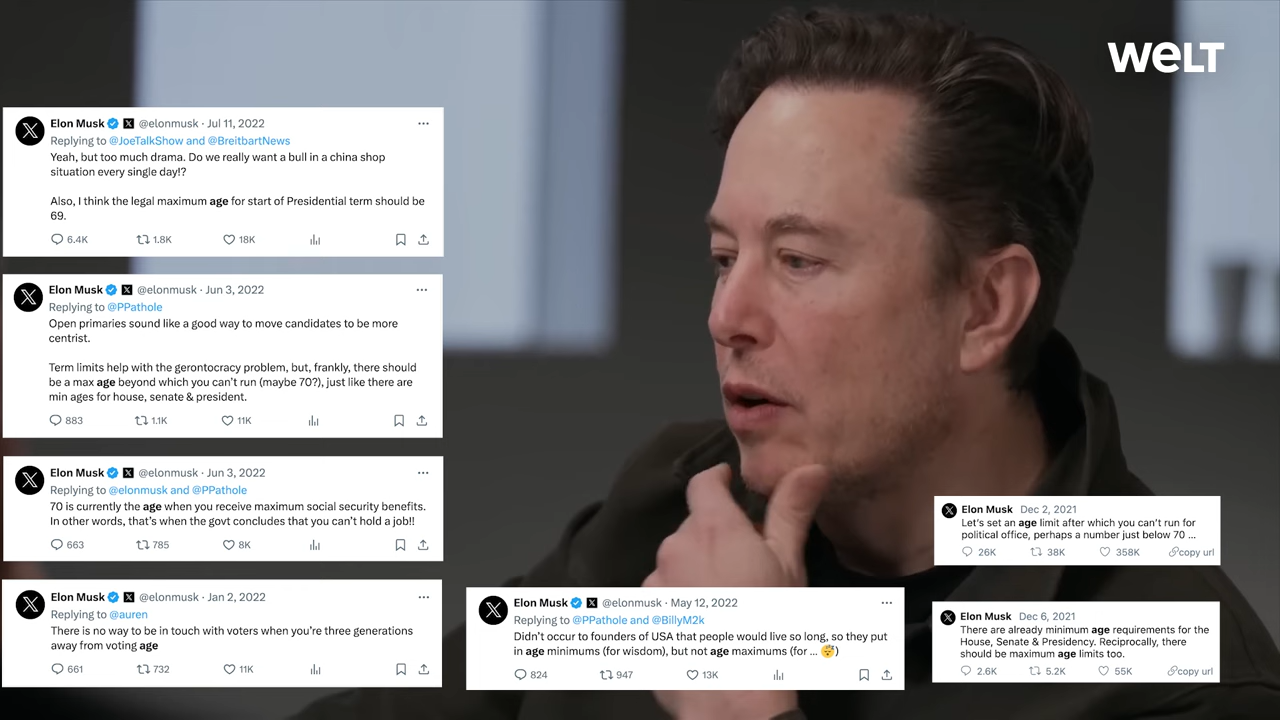 WELT
Elon Musk @elonmusk · Jul 11, 2022
Replying to @JoeTalkShow and @BreitbartNews
Yeah, but too much drama. Do we really want a bull in a china shop
situation every single day!?
Also, I think the legal maximum age for start of Presidential term should be
69.
6.4K 1.8K 18K
Elon Musk @elonmusk · Jun 3, 2022
Replying to @PPathole
Open primaries sound like a good way to move candidates to be more
centrist.
Term limits help with the gerontocracy problem, but, frankly, there should
be a max age beyond which you can't run (maybe 70?), just like there are
min ages for house, senate & president.
883 1.1K 11K
Elon Musk @elonmusk · Jun 3, 2022
Replying to @elonmusk and @PPathole
70 is currently the age when you receive maximum social security benefits.
In other words, that's when the govt concludes that you can't hold a job!!
663 785 8K
Elon Musk @elonmusk · Jan 2, 2022
Replying to @auren
There is no way to be in touch with voters when you're three generations
away from voting age
661 732 11K
Elon Musk @elonmusk · May 12, 2022
Replying to @PPathole and @BillyM2k
Didn't occur to founders of USA that people would live so long, so they put
in age minimums (for wisdom), but not age maximums (for ... 😴)
824 947 13K
Elon Musk Dec 2, 2021
Let's set an age limit after which you can't run for
political office, perhaps a number just below 70 ...
26K 38K 358K copy url
Elon Musk Dec 6, 2021
There are already minimum age requirements for the
House, Senate & Presidency. Reciprocally, there
should be maximum age limits too.
2.6K 5.2K 55K copy url